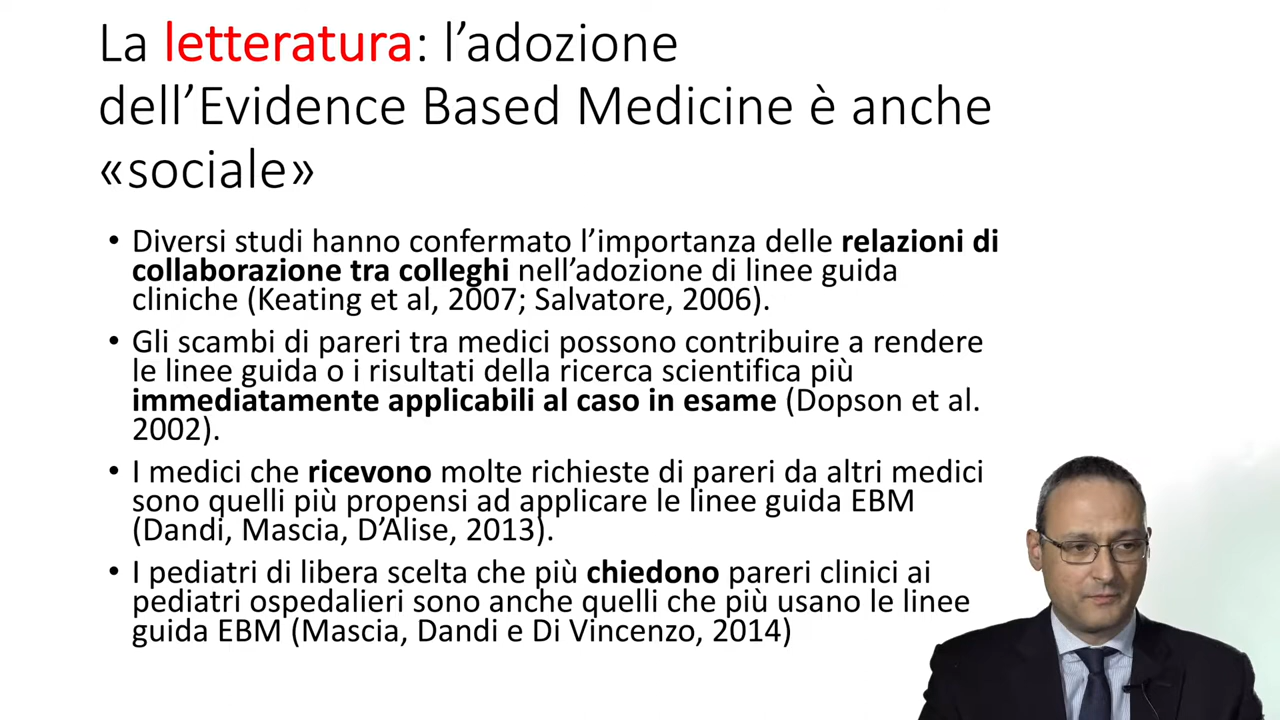 La letteratura: l’adozione
dell’Evidence Based Medicine è anche
«sociale»
• Diversi studi hanno confermato l’importanza delle relazioni di
collaborazione tra colleghi nell’adozione di linee guida
cliniche (Keating et al, 2007; Salvatore, 2006).
• Gli scambi di pareri tra medici possono contribuire a rendere
le linee guida o i risultati della ricerca scientifica più
immediatamente applicabili al caso in esame (Dopson et al.
2002).
• I medici che ricevono molte richieste di pareri da altri medici
sono quelli più propensi ad applicare le linee guida EBM
(Dandi, Mascia, D’Alise, 2013).
• I pediatri di libera scelta che più chiedono pareri clinici ai
pediatri ospedalieri sono anche quelli che più usano le linee
guida EBM (Mascia, Dandi e Di Vincenzo, 2014)